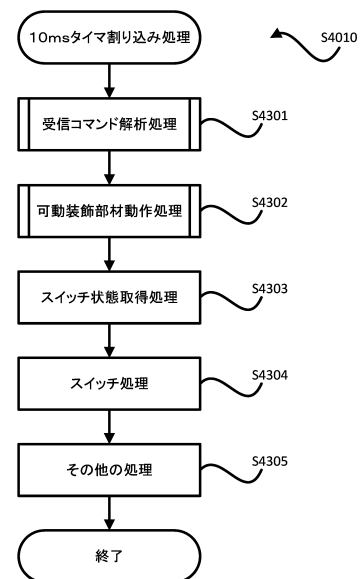 １０ｍｓタイマ割り込み処理
S4010
受信コマンド解析処理
S4301
可動装飾部材動作処理
S4302
スイッチ状態取得処理
S4303
スイッチ処理
S4304
その他の処理
S4305
終了